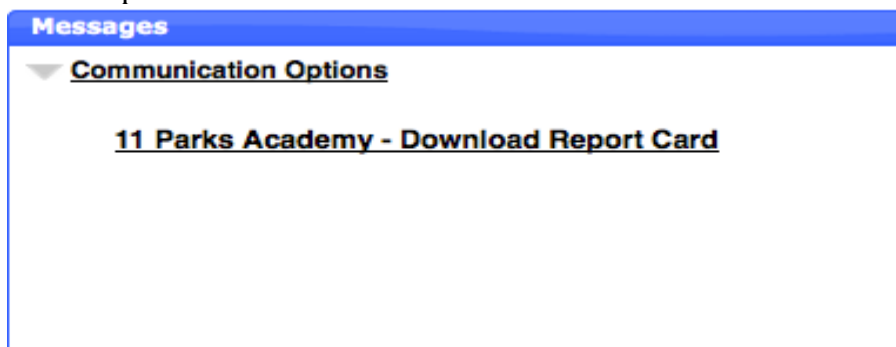 Messages
Communication Options
11 Parks Academy - Download Report Card